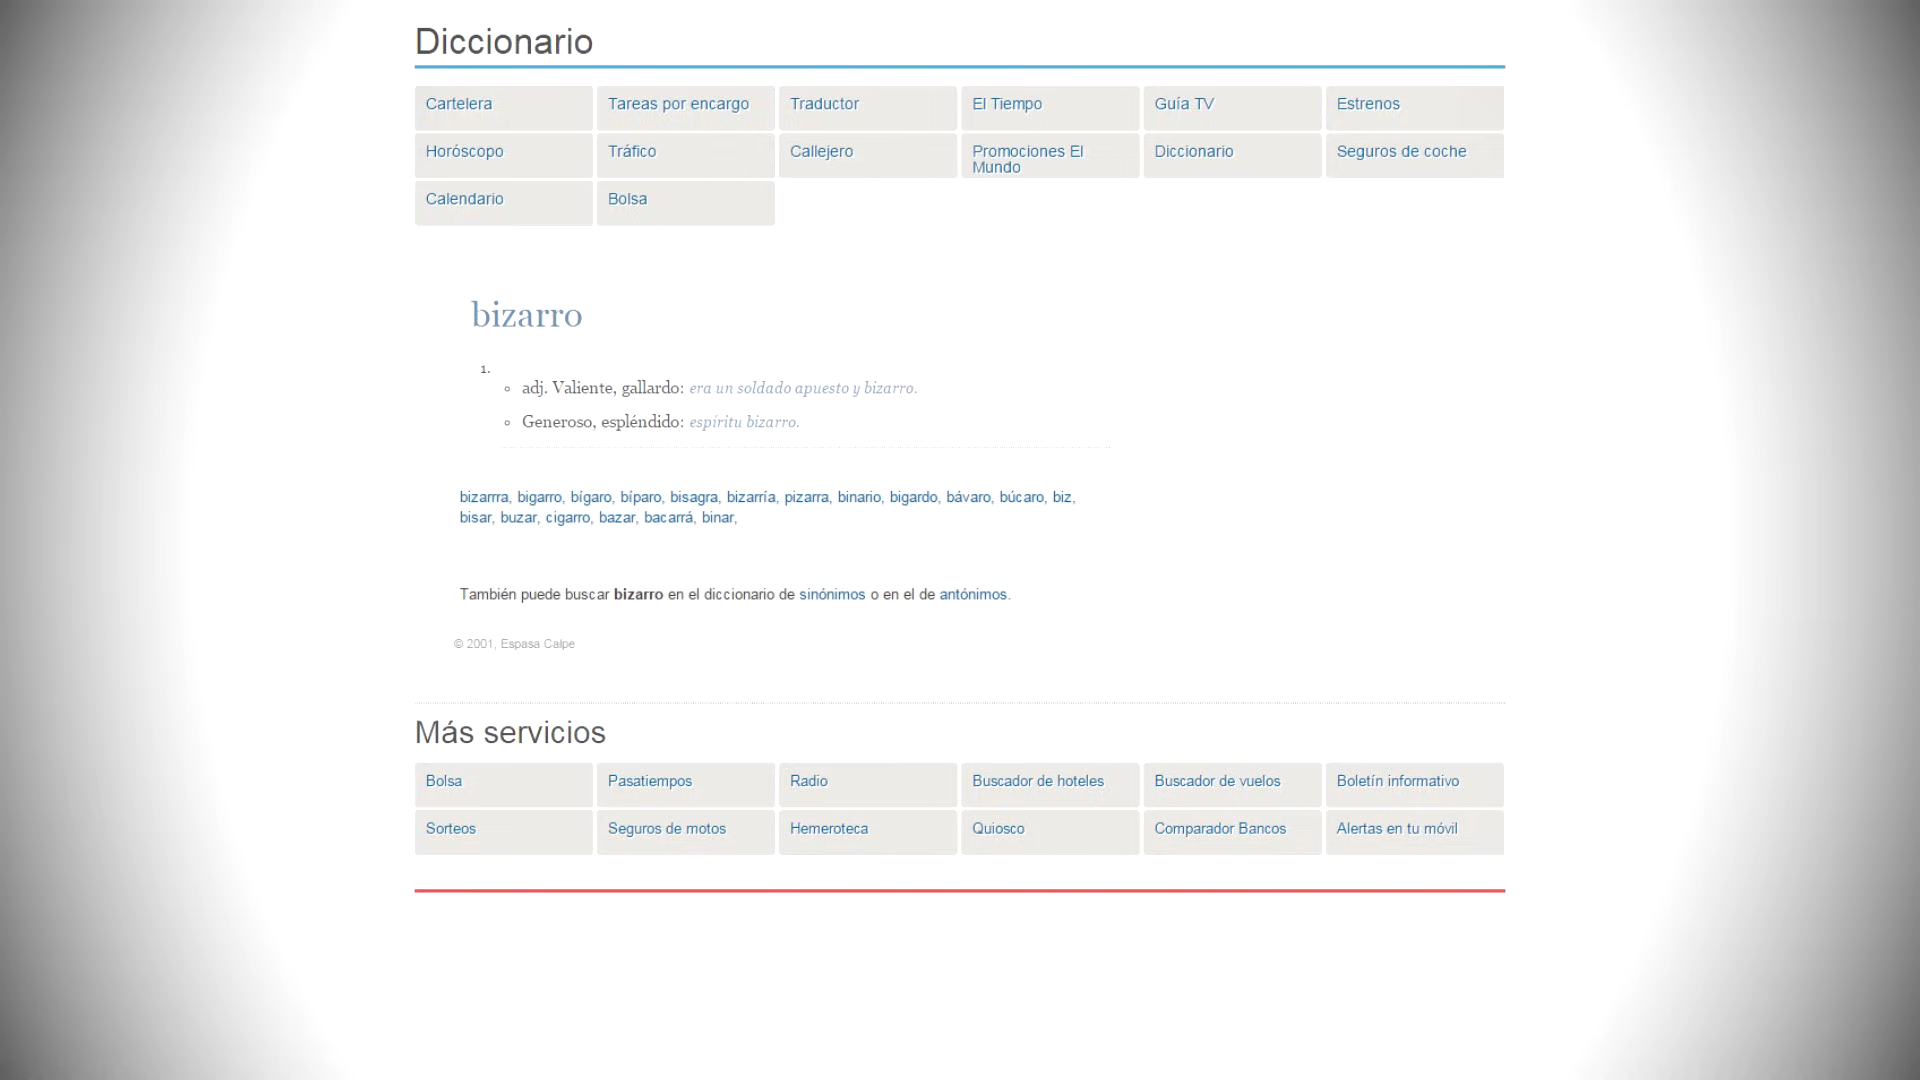 Diccionario
Cartelera Tareas por encargo Traductor El Tiempo Guía TV Estrenos
Horóscopo Tráfico Callejero Promociones El Mundo Diccionario Seguros de coche
Calendario Bolsa
bizarro
1.
adj. Valiente, gallardo: era un soldado apuesto y bizarro.
Generoso, espléndido: espíritu bizarro.
bizarrra, bigarro, bígaro, bíparo, bisagra, bizarría, pizarra, binario, bigardo, bávaro, búcaro, biz,
bisar, buzar, cigarro, bazar, bacarrá, binar,
También puede buscar bizarro en el diccionario de sinónimos o en el de antónimos.
© 2001, Espasa Calpe
Más servicios
Bolsa Pasatiempos Radio Buscador de hoteles Buscador de vuelos Boletín informativo
Sorteos Seguros de motos Hemeroteca Quiosco Comparador Bancos Alertas en tu móvil